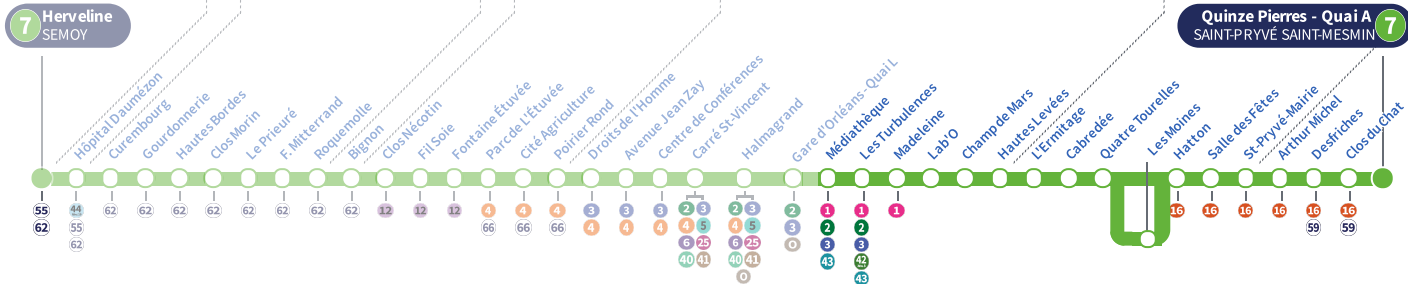 7 Herveline
SEMOY
Quinze Pierres - Quai A 7
SAINT-PRYVÉ SAINT-MESMIN
Hôpital Daumézon
Curembourg
Gourdonnerie
Hautes Bordes
Clos Morin
Le Prieuré
F. Mitterrand
Roquemolle
Bignon
Clos Nécotin
Fil Soie
Fontaine Étuvée
Parc de L'Étuvée
Cité Agriculture
Poirier Rond
Droits de l'Homme
Avenue Jean Zay
Centre de Conférences
Carré St-Vincent
Halmagrand
Gare d'Orléans - Quai L
Médiathèque
Les Turbulences
Madeleine
Lab'O
Champ de Mars
Hautes Levées
L'Ermitage
Cabredée
Quatre Tourelles
Les Moines
Hatton
Salle des Fêtes
St-Pryvé-Mairie
Arthur Michel
Desfriches
Clos du Chat
55 44 62 62 62 62 62 62 62 62 12 12 12 4 4 4 3 3 3 2 3 2 3 2 1 1 1 16 16 16 16 16 16
62 55 66 66 66 4 4 4 4 5 4 5 3 2 2 59 59
62 6 25 6 25 O 3 3
40 41 40 41 43 42
O 43